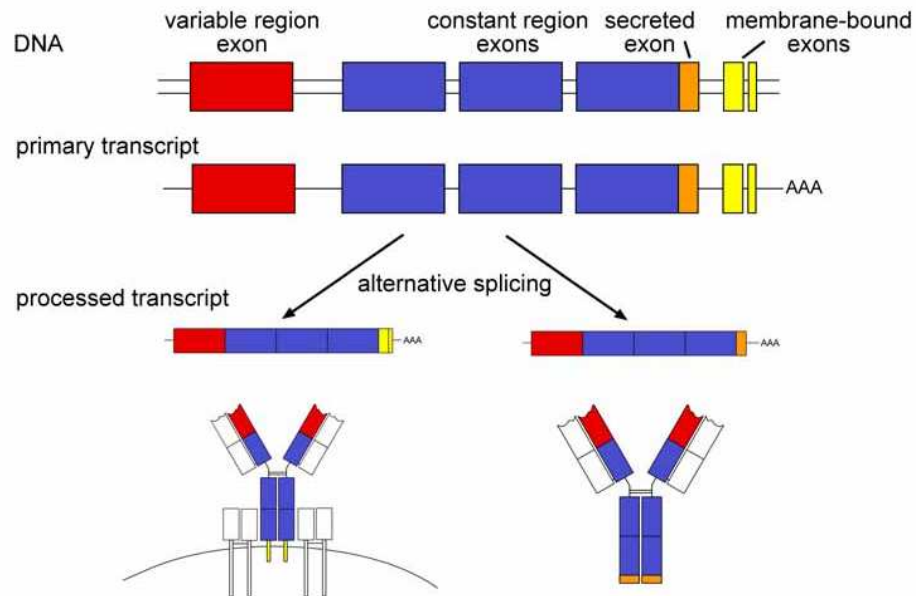 DNA
variable region
exon
constant region
exons
secreted
exon
membrane-bound
exons
primary transcript
AAA
alternative splicing
processed transcript
AAA
AAA